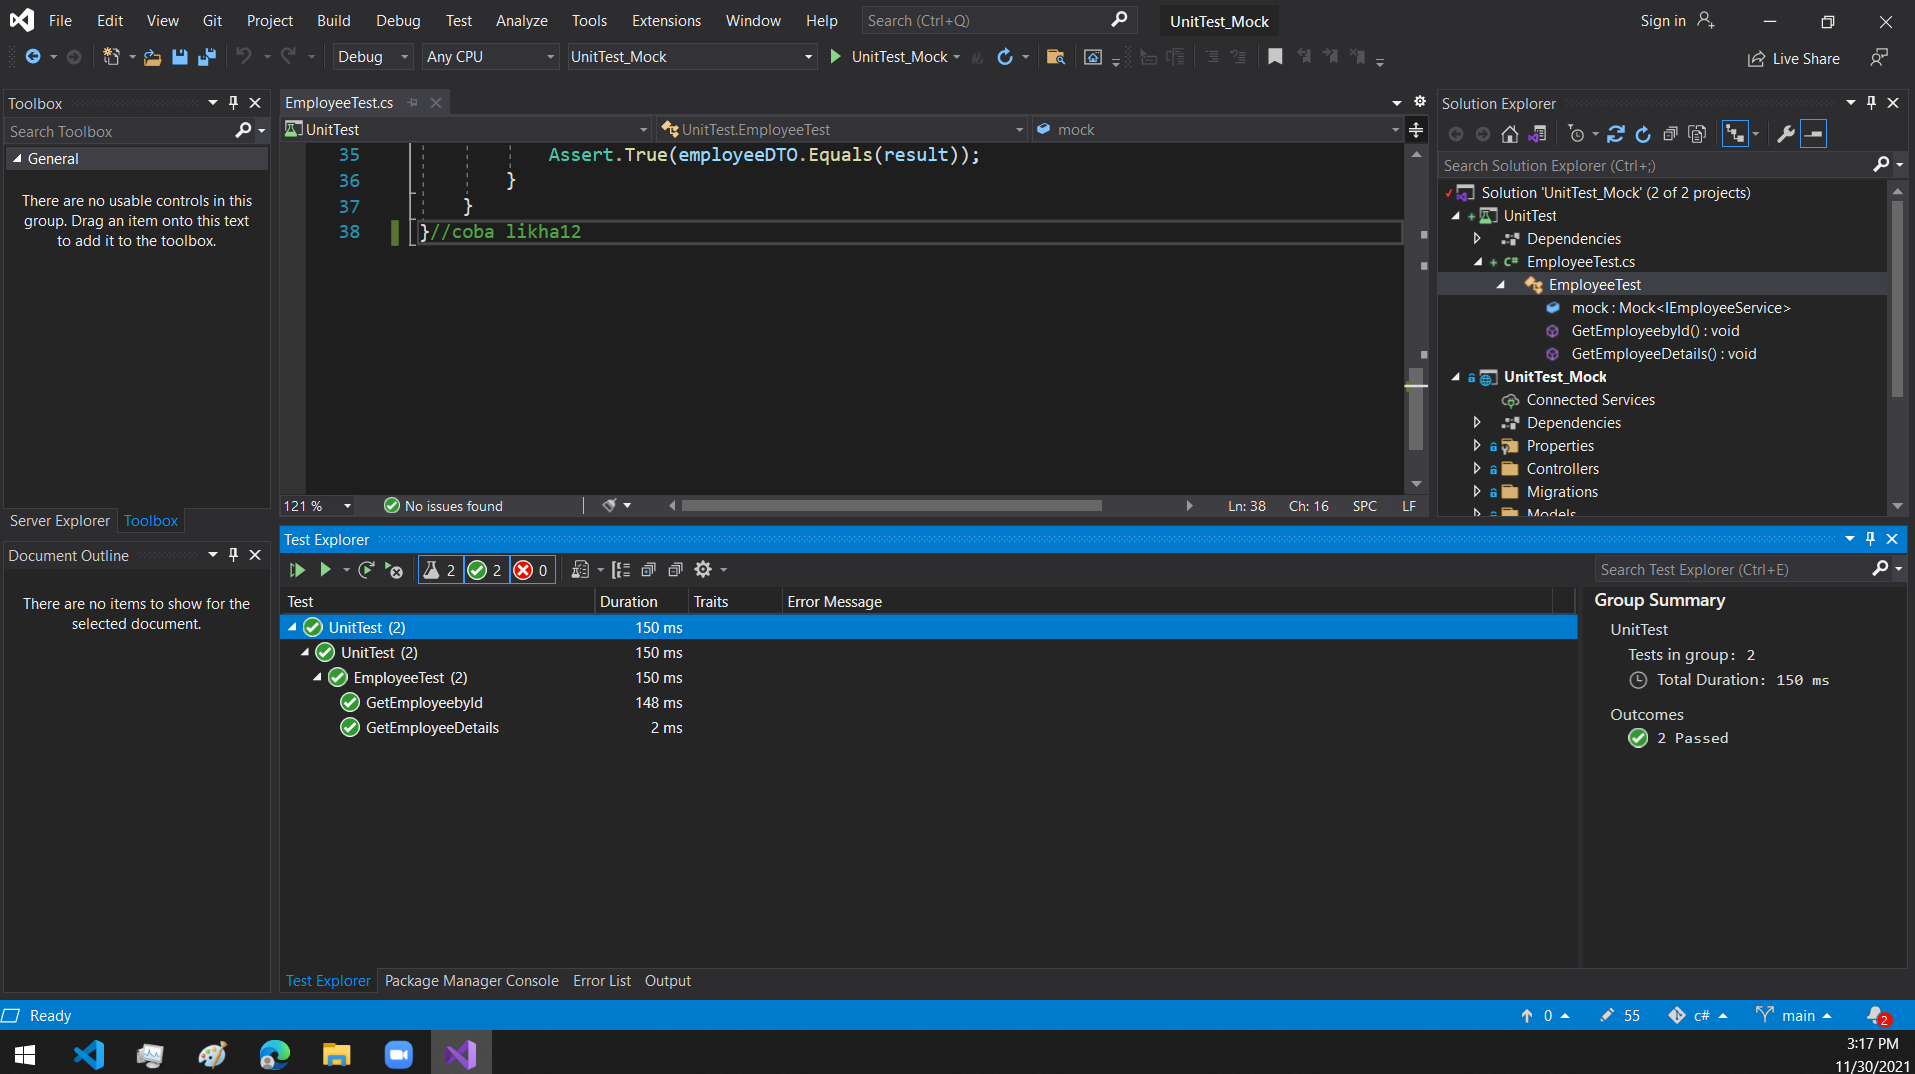 File Edit View Git Project Build Debug Test Analyze Tools Extensions Window Help Search (Ctrl+Q) UnitTest_Mock Sign in
Debug Any CPU UnitTest_Mock UnitTest_Mock Live Share
Toolbox
Search Toolbox
General
There are no usable controls in this
group. Drag an item onto this text
to add it to the toolbox.
Server Explorer Toolbox
Document Outline
There are no items to show for the
selected document.
EmployeeTest.cs
UnitTest UnitTest.EmployeeTest mock
35 Assert.True(employeeDTO.Equals(result));
36 }
37 }
38 }//coba likha12
121 % No issues found Ln: 38 Ch: 16 SPC LF
Solution Explorer
Search Solution Explorer (Ctrl+;)
Solution 'UnitTest_Mock' (2 of 2 projects)
UnitTest
Dependencies
C# EmployeeTest.cs
EmployeeTest
mock : Mock<IEmployeeService>
GetEmployeebyId() : void
GetEmployeeDetails() : void
UnitTest_Mock
Connected Services
Dependencies
Properties
Controllers
Migrations
Models
Test Explorer
2 2 0 Search Test Explorer (Ctrl+E)
Test Duration Traits Error Message
UnitTest (2) 150 ms
UnitTest (2) 150 ms
EmployeeTest (2) 150 ms
GetEmployeebyId 148 ms
GetEmployeeDetails 2 ms
Group Summary
UnitTest
Tests in group: 2
Total Duration: 150 ms
Outcomes
2 Passed
Test Explorer Package Manager Console Error List Output
Ready 0 55 c# main 2
3:17 PM
11/30/2021